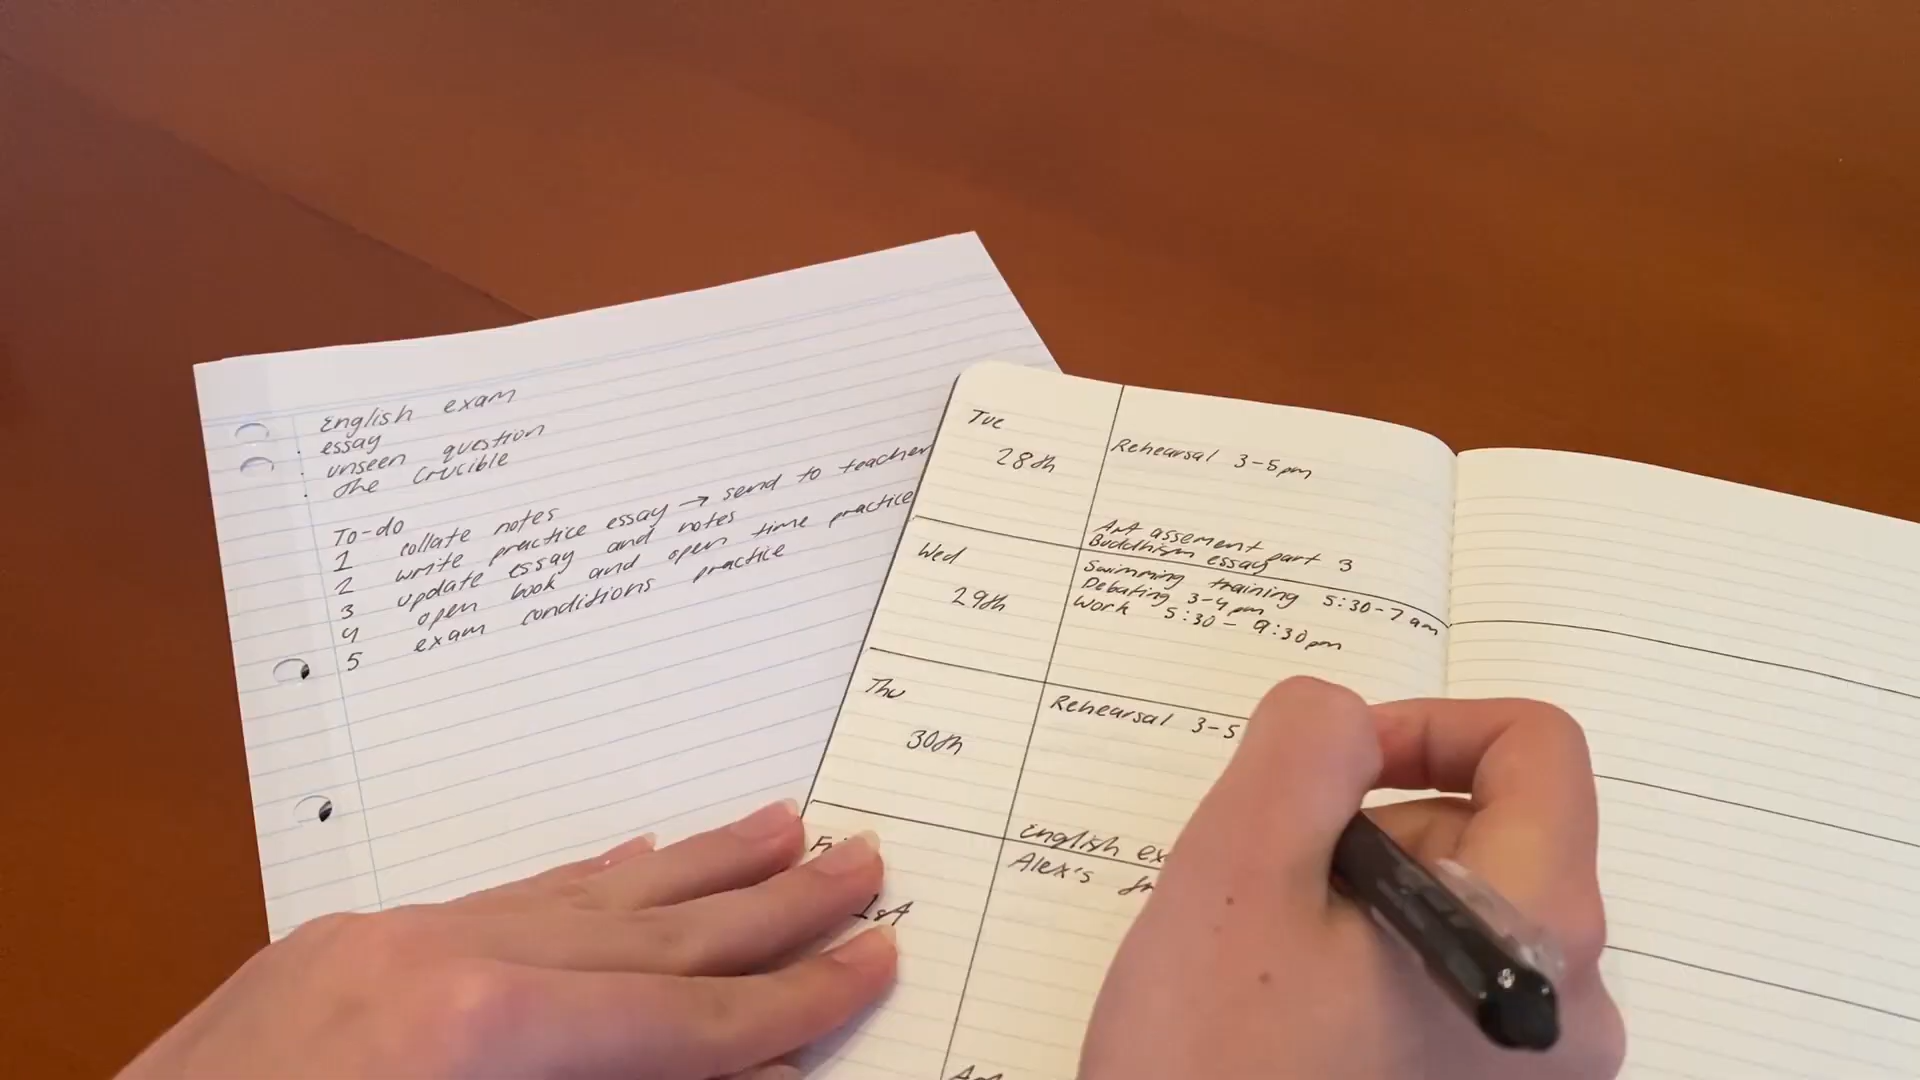 English exam
. essay
. unseen question
. The Crucible
To-do
1 collate notes
2 write practice essay → send to teacher
3 update essay and notes
4 open book and open time practice
5 exam conditions practice
Tue
28th
Rehearsal 3-5pm
Art assement part 3
Buddhism essay
Wed
29th
Swimming training 5:30-7am
Debating 3-4pm
Work 5:30 - 9:30pm
Thu
30th
Rehearsal 3-5
English
Alex's